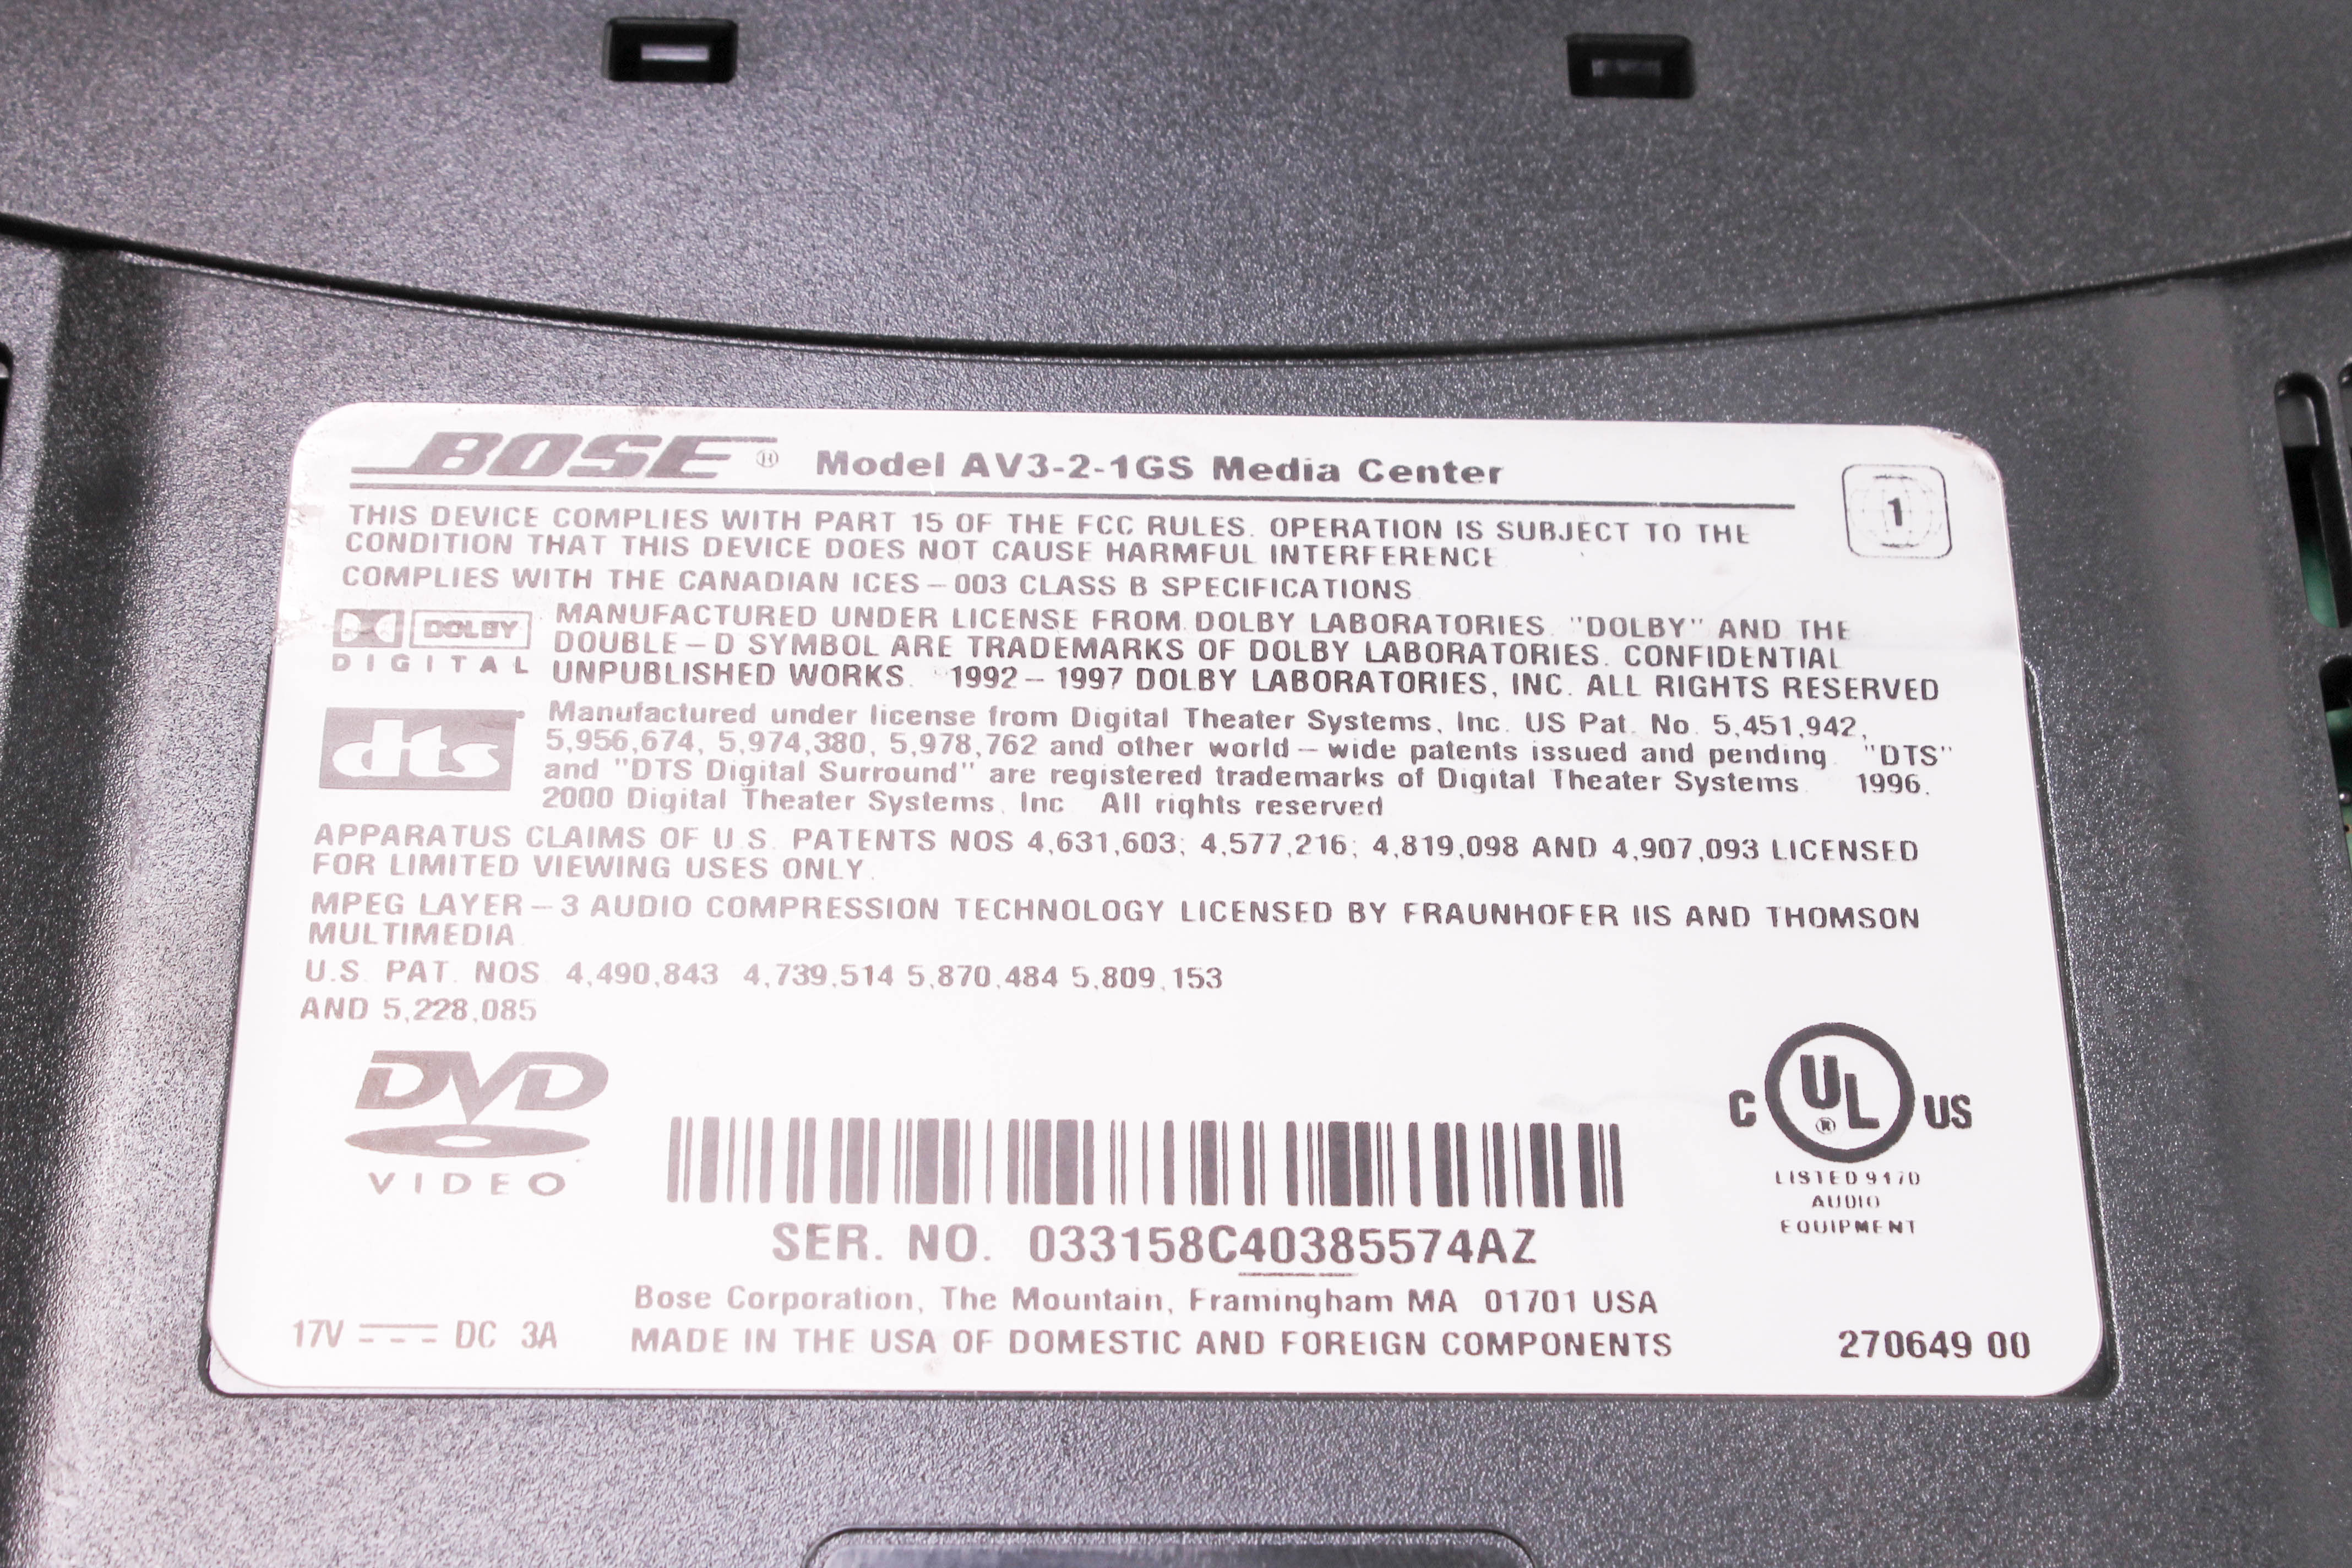 BOSE ® Model AV3-2-1GS Media Center
1
THIS DEVICE COMPLIES WITH PART 15 OF THE FCC RULES. OPERATION IS SUBJECT TO THE
CONDITION THAT THIS DEVICE DOES NOT CAUSE HARMFUL INTERFERENCE
COMPLIES WITH THE CANADIAN ICES–003 CLASS B SPECIFICATIONS
DOLBY
DIGITAL
MANUFACTURED UNDER LICENSE FROM DOLBY LABORATORIES. "DOLBY" AND THE
DOUBLE–D SYMBOL ARE TRADEMARKS OF DOLBY LABORATORIES. CONFIDENTIAL
UNPUBLISHED WORKS. 1992–1997 DOLBY LABORATORIES, INC. ALL RIGHTS RESERVED
dts
Manufactured under license from Digital Theater Systems, Inc. US Pat. No. 5,451,942,
5,956,674, 5,974,380, 5,978,762 and other world–wide patents issued and pending. "DTS"
and "DTS Digital Surround" are registered trademarks of Digital Theater Systems. 1996,
2000 Digital Theater Systems, Inc. All rights reserved
APPARATUS CLAIMS OF U.S. PATENTS NOS 4,631,603; 4,577,216; 4,819,098 AND 4,907,093 LICENSED
FOR LIMITED VIEWING USES ONLY.
MPEG LAYER–3 AUDIO COMPRESSION TECHNOLOGY LICENSED BY FRAUNHOFER IIS AND THOMSON
MULTIMEDIA
U.S. PAT. NOS. 4,490,843 4,739,514 5,870,484 5,809,153
AND 5,228,085
DVD
VIDEO
C UL ® US
LISTED 917D
AUDIO
EQUIPMENT
SER. NO. 033158C40385574AZ
Bose Corporation, The Mountain, Framingham MA 01701 USA
17V DC 3A
MADE IN THE USA OF DOMESTIC AND FOREIGN COMPONENTS
270649 00